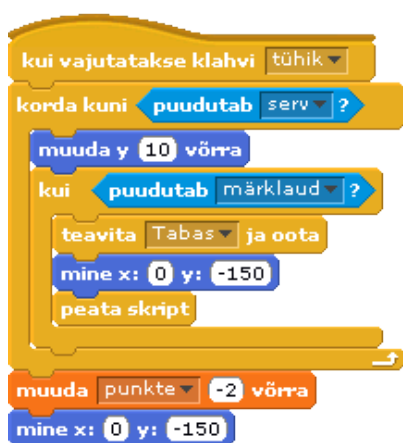 kui vajutatakse klahvi tühik
korda kuni puudutab serv ?
muuda y 10 võrra
kui puudutab märklaud ?
teavita Tabas ja oota
mine x: 0 y: -150
peata skript
muuda punkte -2 võrra
mine x: 0 y: -150